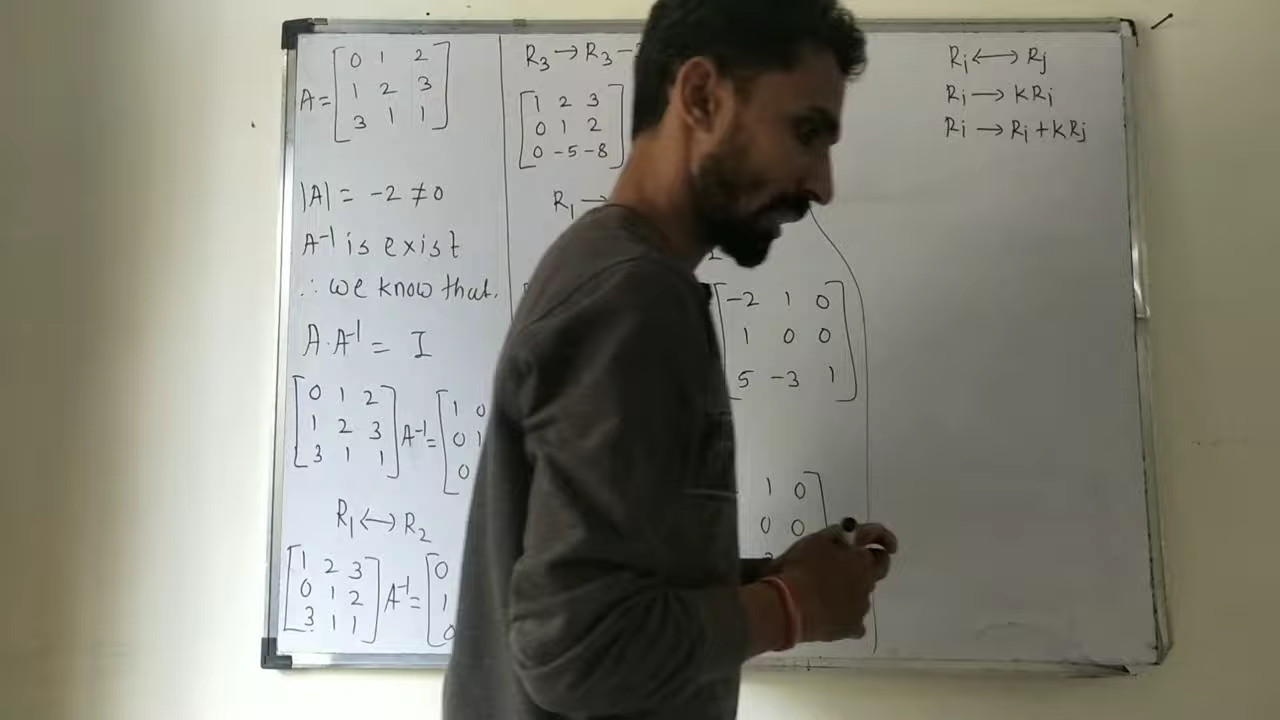 A = [0 1 2
1 2 3
3 1 1]
|A| = -2 ≠ 0
A⁻¹ is exist
∴ we know that.
A·A⁻¹ = I
[0 1 2
1 2 3
3 1 1] A⁻¹ = [1 0
0 1
0
R₁ ↔ R₂
[1 2 3
0 1 2
3 1 1] A⁻¹ = [0
1
0
R₃ → R₃ -
[1 2 3
0 1 2
0 -5 -8]
R₁ →
[-2 1 0
1 0 0
5 -3 1]
1 0
0 0
Rᵢ ↔ Rⱼ
Rᵢ → KRᵢ
Rᵢ → Rᵢ + KRⱼ